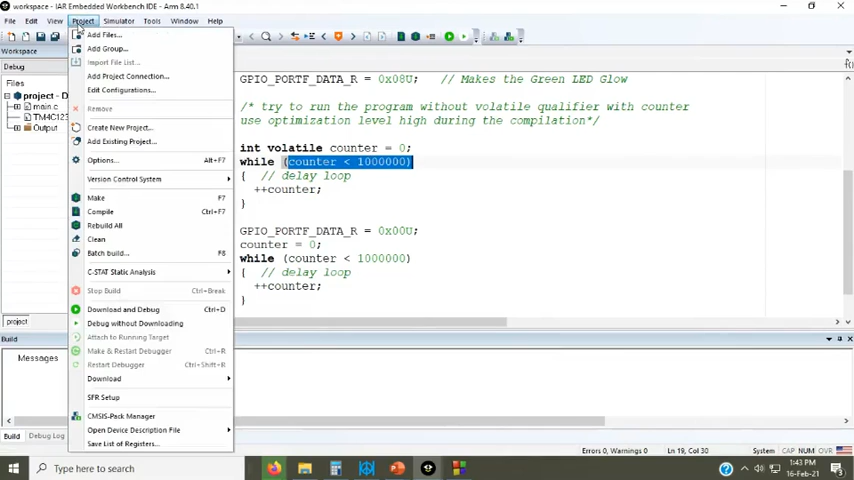 workspace - IAR Embedded Workbench IDE - Arm 8.40.1
File Edit View Project Simulator Tools Window Help
Workspace
Debug
Files
project - D
main.c
TM4C123
Output
project
Add Files...
Add Group...
Import File List...
Add Project Connection...
Edit Configurations...
Remove
Create New Project...
Add Existing Project...
Options... Alt+F7
Version Control System
Make F7
Compile Ctrl+F7
Rebuild All
Clean
Batch build... F8
C-STAT Static Analysis
Stop Build Ctrl+Break
Download and Debug Ctrl+D
Debug without Downloading
Attach to Running Target
Make & Restart Debugger Ctrl+R
Restart Debugger Ctrl+Shift+R
Download
SFR Setup
CMSIS-Pack Manager
Open Device Description File
Save List of Registers...
GPIO_PORTF_DATA_R = 0x08U; // Makes the Green LED Glow
/* try to run the program without volatile qualifier with counter
use optimization level high during the compilation*/
int volatile counter = 0;
while (counter < 1000000)
{ // delay loop
++counter;
}
GPIO_PORTF_DATA_R = 0x00U;
counter = 0;
while (counter < 1000000)
{ // delay loop
++counter;
}
Build
Messages
Build Debug Log
Errors 0, Warnings 0 Ln 19, Col 30 System CAP NUM OVR
Type here to search
1:43 PM
16-Feb-21
3